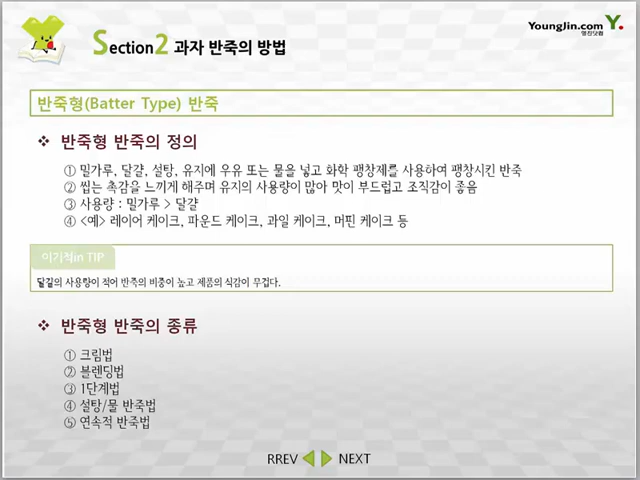 YoungJin.com Y.
영진닷컴
Section2 과자 반죽의 방법
반죽형(Batter Type) 반죽
❖ 반죽형 반죽의 정의
① 밀가루, 달걀, 설탕, 유지에 우유 또는 물을 넣고 화학 팽창제를 사용하여 팽창시킨 반죽
② 씹는 촉감을 느끼게 해주며 유지의 사용량이 많아 맛이 부드럽고 조직감이 좋음
③ 사용량 : 밀가루 > 달걀
④ <예> 레이어 케이크, 파운드 케이크, 과일 케이크, 머핀 케이크 등
이기적in TIP
달걀의 사용량이 적어 반죽의 비중이 높고 제품의 식감이 무겁다.
❖ 반죽형 반죽의 종류
① 크림법
② 블렌딩법
③ 1단계법
④ 설탕/물 반죽법
⑤ 연속적 반죽법
RREV NEXT